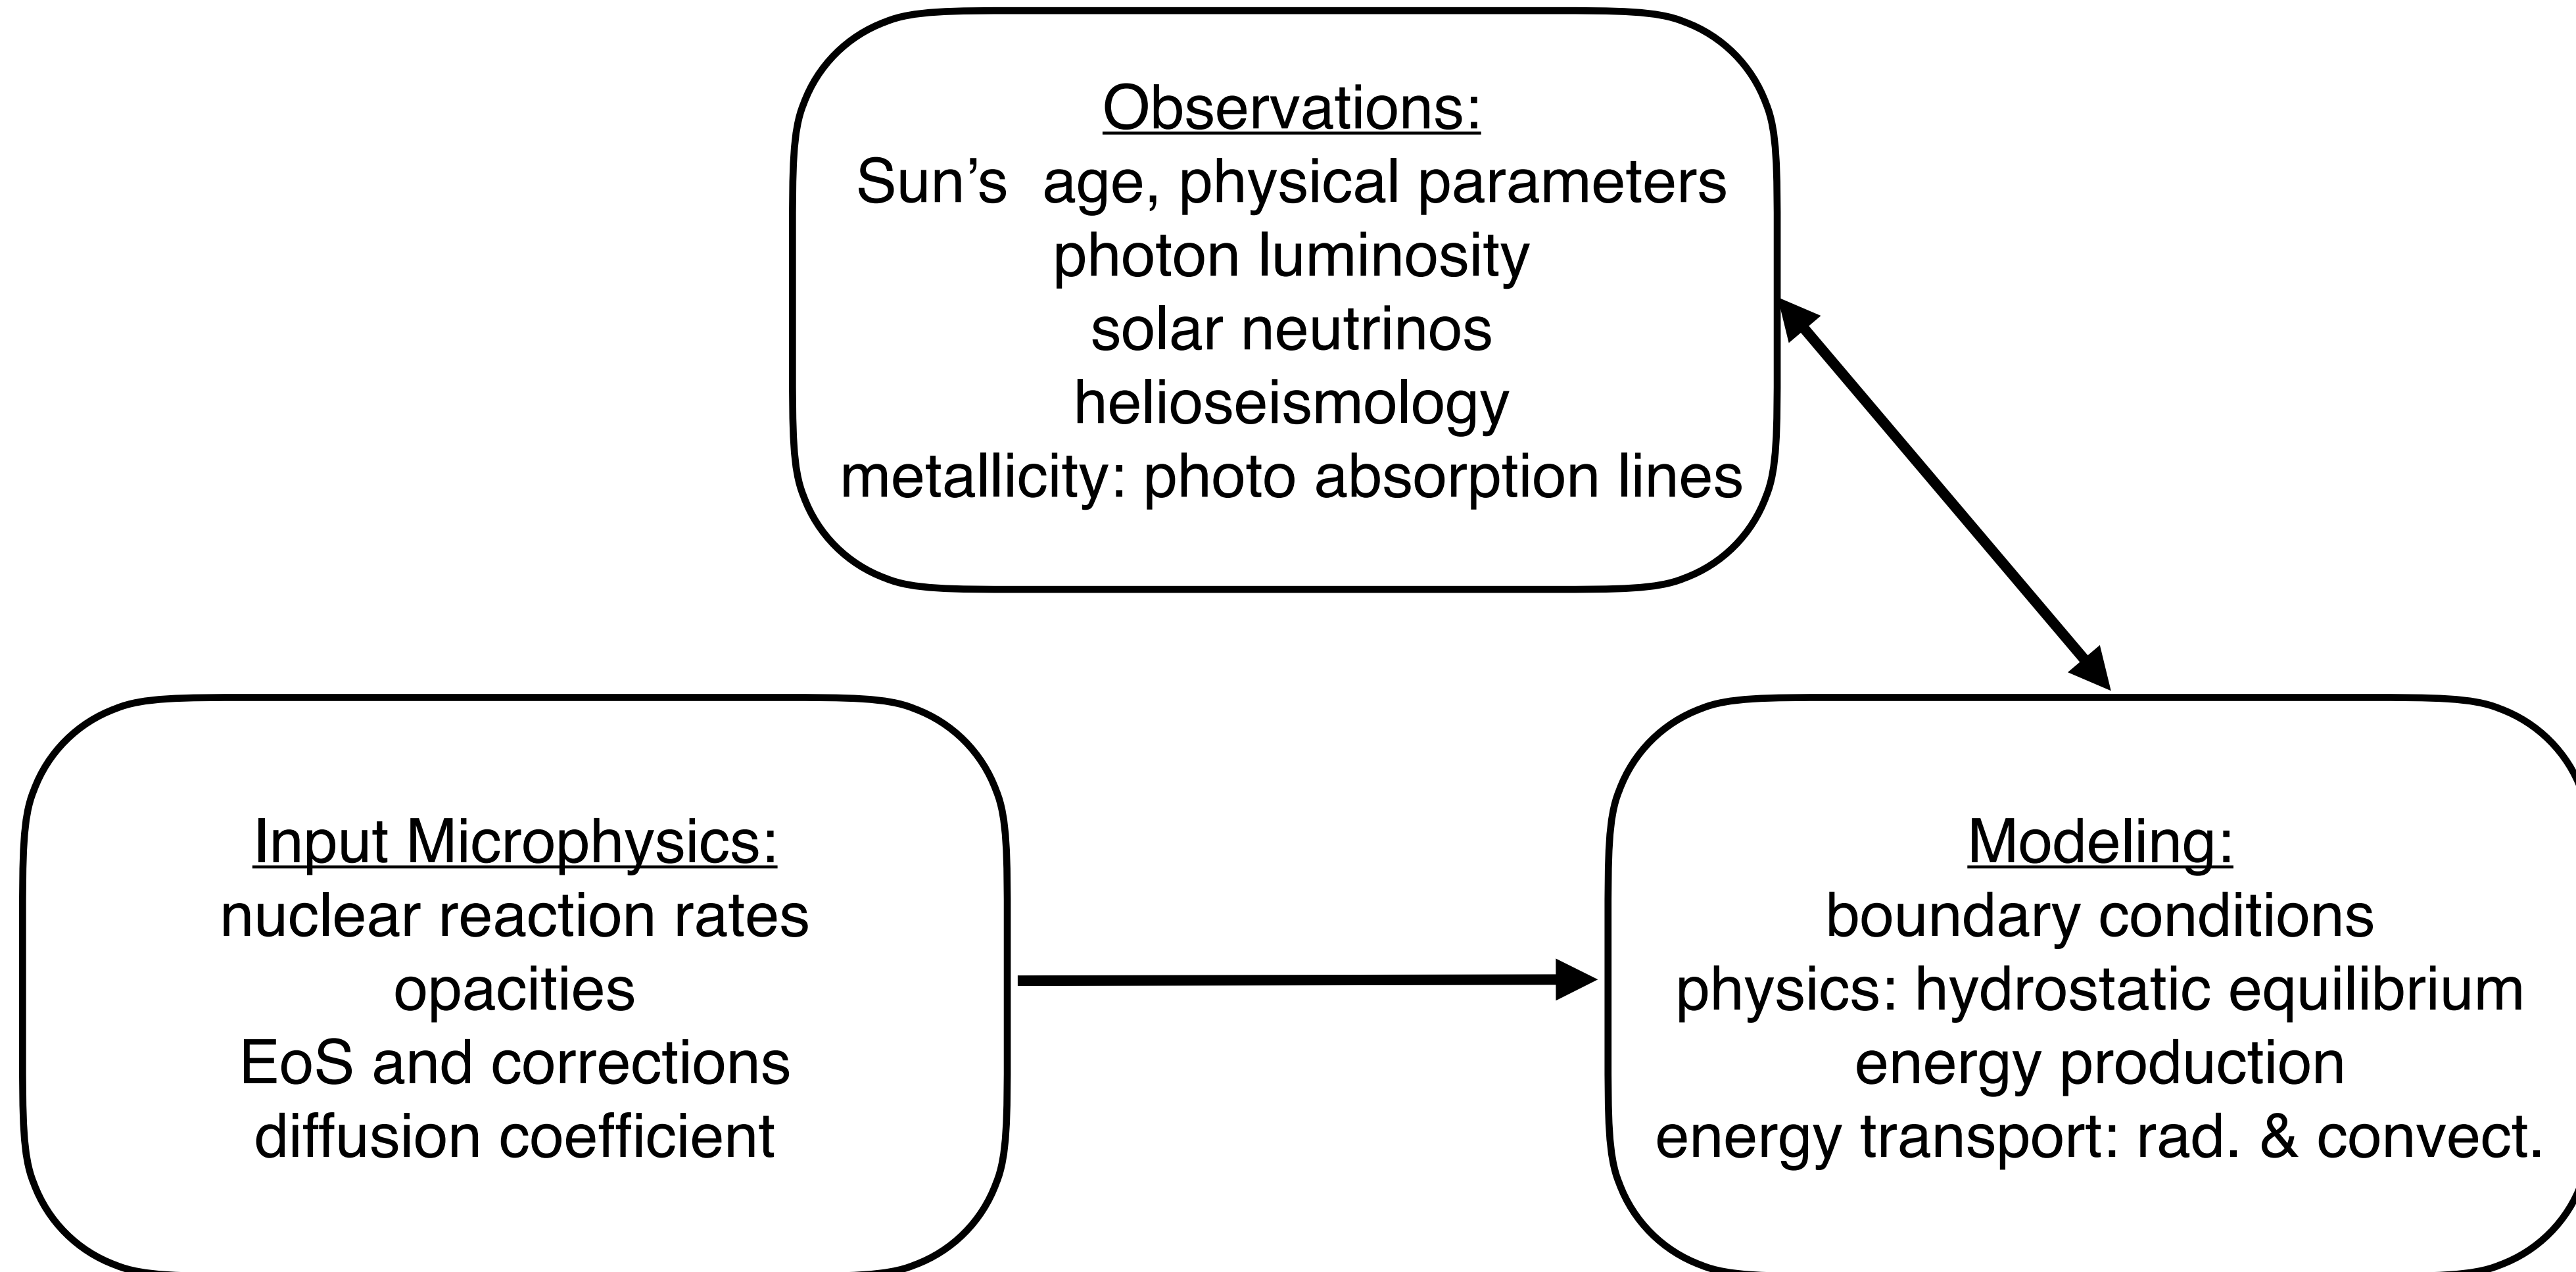 Observations:
Sun’s  age, physical parameters
photon luminosity
solar neutrinos
helioseismology
metallicity: photo absorption lines
Input Microphysics:
nuclear reaction rates
opacities
EoS and corrections
diffusion coefficient
Modeling:
boundary conditions
physics: hydrostatic equilibrium
energy production
energy transport: rad. & convect.